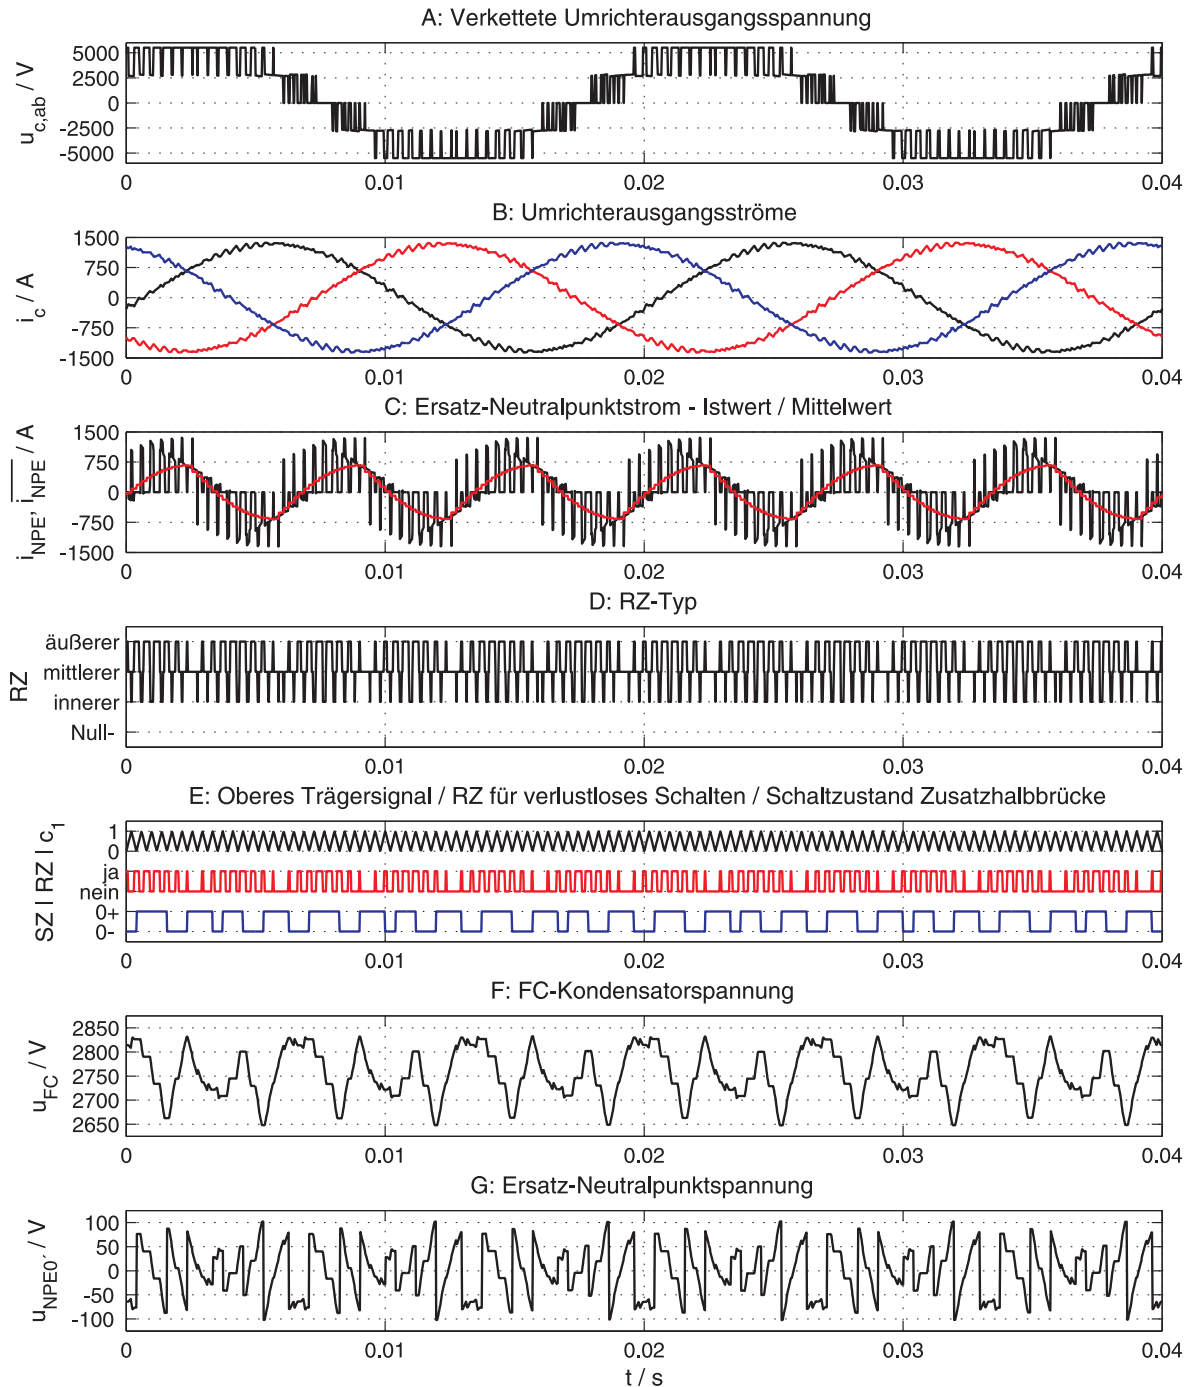 A: Verkettete Umrichterausgangsspannung
u_c,ab / V
5000
2500
0
-2500
-5000
0 0.01 0.02 0.03 0.04
B: Umrichterausgangsströme
i_c / A
1500
750
0
-750
-1500
0 0.01 0.02 0.03 0.04
C: Ersatz-Neutralpunktstrom - Istwert / Mittelwert
i_NPE, i_NPE / A
1500
750
0
-750
-1500
0 0.01 0.02 0.03 0.04
D: RZ-Typ
RZ
äußerer
mittlerer
innerer
Null-
0 0.01 0.02 0.03 0.04
E: Oberes Trägersignal / RZ für verlustloses Schalten / Schaltzustand Zusatzhalbbrücke
SZ | RZ | c_1
1
0
ja
nein
0+
0-
0 0.01 0.02 0.03 0.04
F: FC-Kondensatorspannung
u_FC / V
2850
2800
2750
2700
2650
0 0.01 0.02 0.03 0.04
G: Ersatz-Neutralpunktspannung
u_NPE0´ / V
100
50
0
-50
-100
0 0.01 0.02 0.03 0.04
t / s